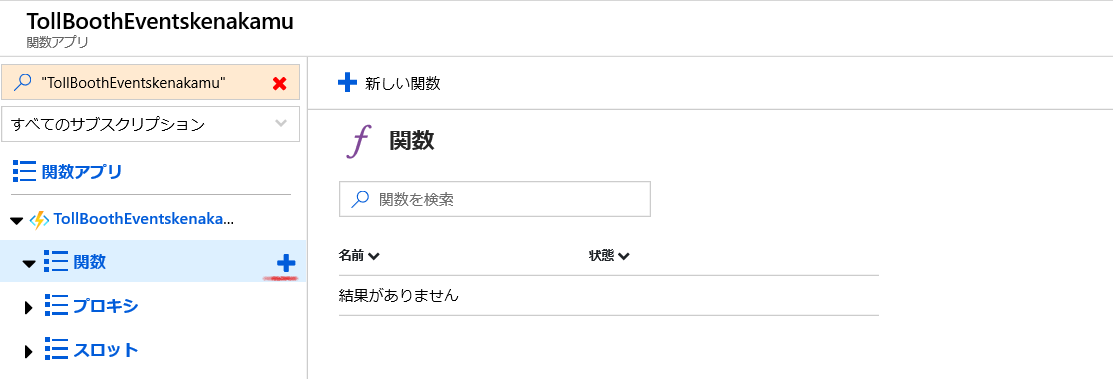 TollBoothEventskenakamu
関数アプリ
"TollBoothEventskenakamu"
すべてのサブスクリプション
関数アプリ
TollBoothEventskenaka...
関数
プロキシ
スロット
新しい関数
関数
関数を検索
名前 状態
結果がありません